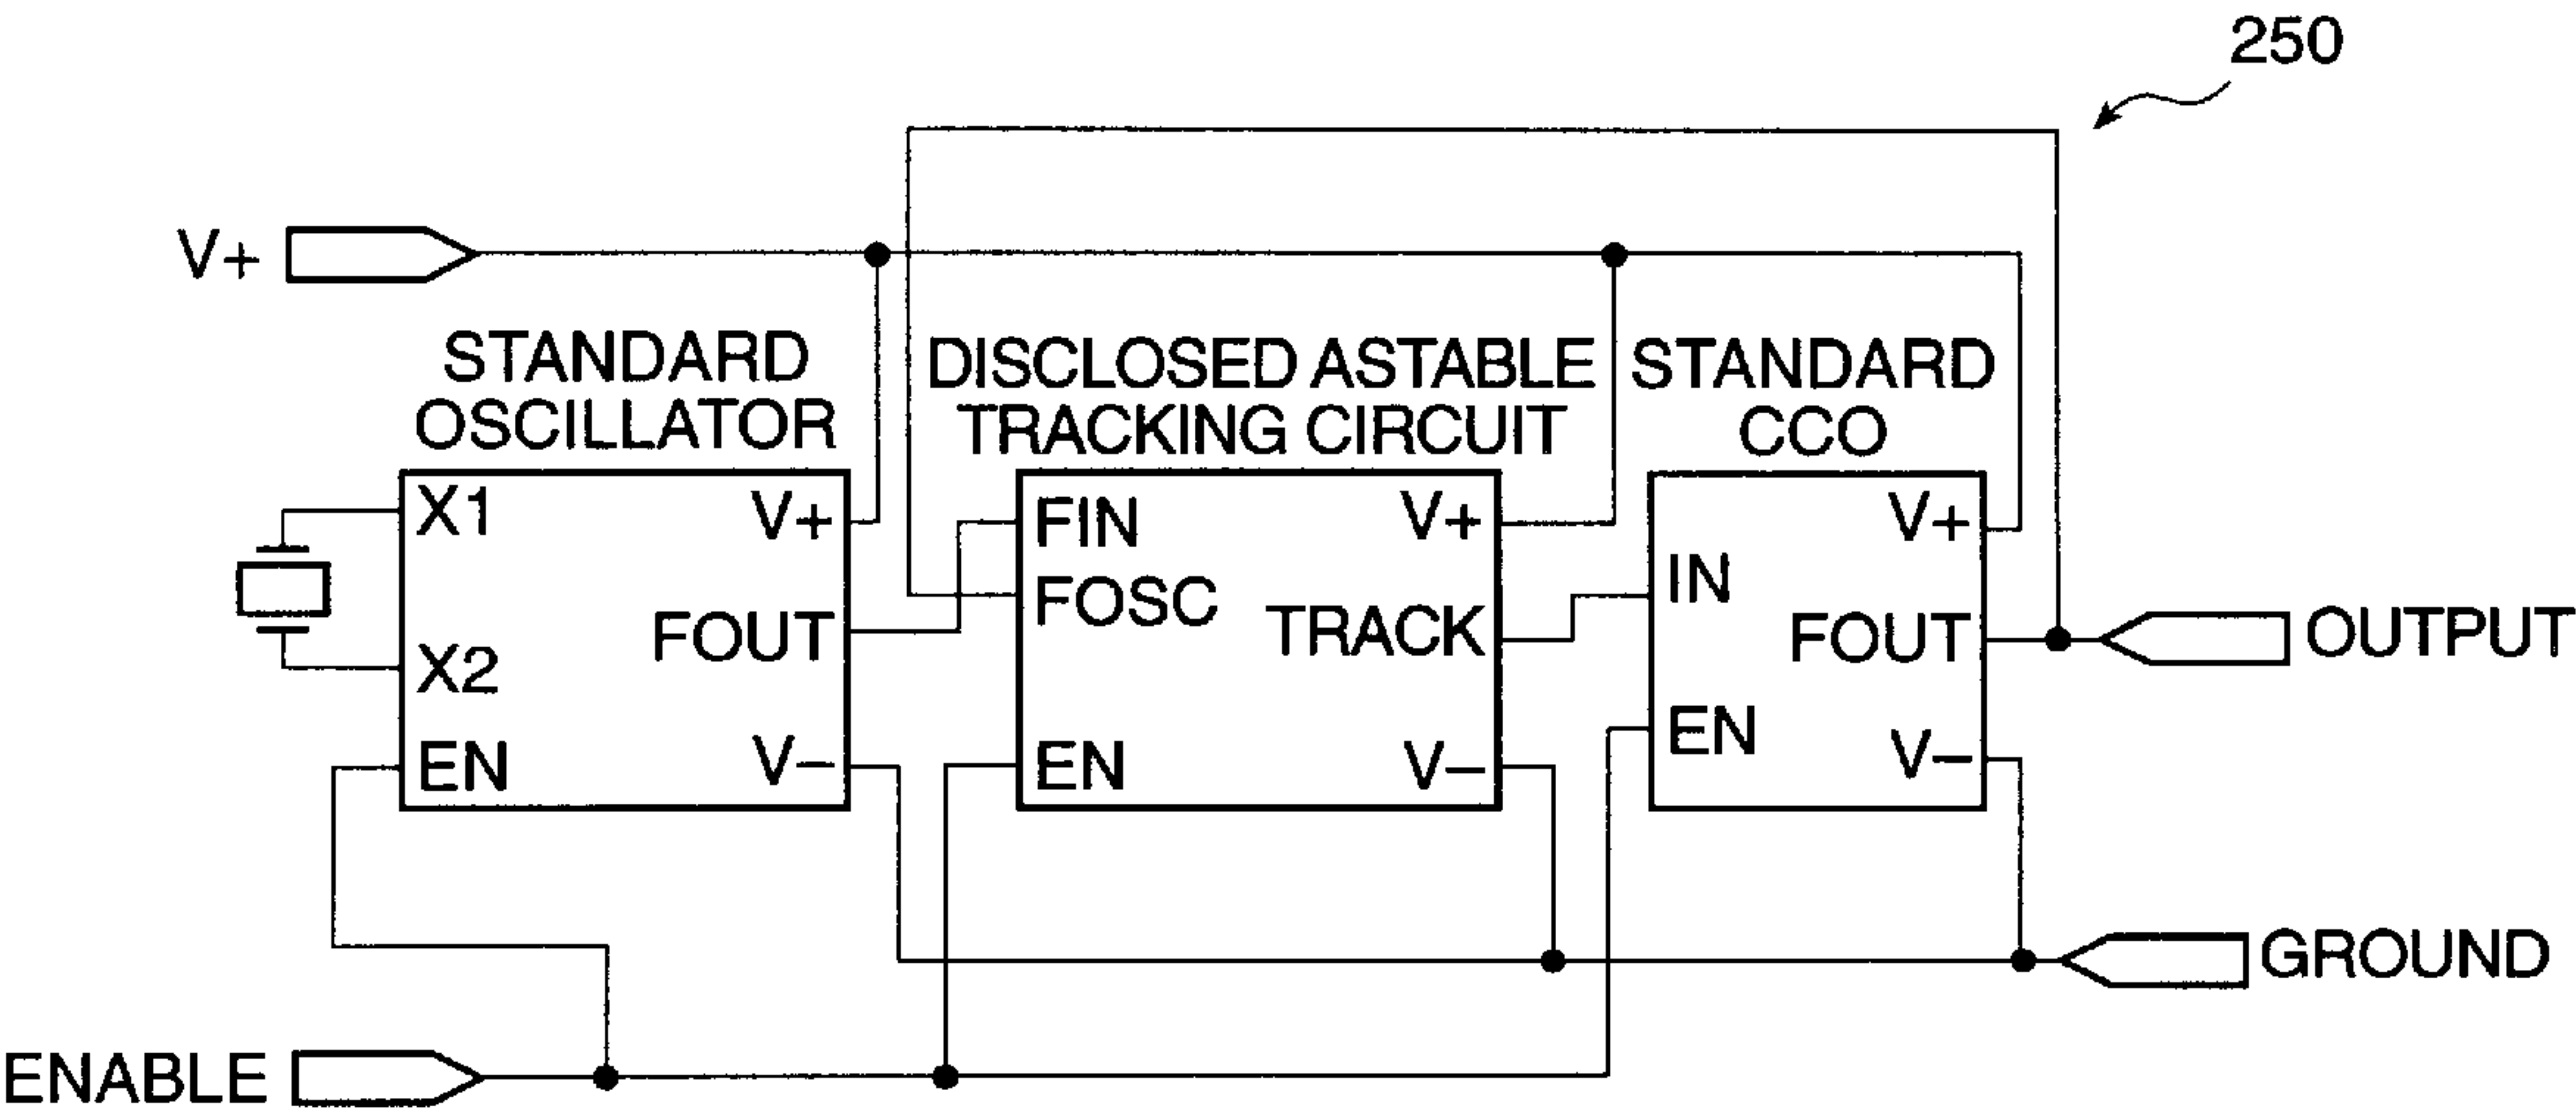 250
V+
STANDARD
OSCILLATOR
DISCLOSED ASTABLE
TRACKING CIRCUIT
STANDARD
CCO
X1
V+
FOUT
X2
EN
V−
FIN
V+
FOSC
TRACK
EN
V−
V+
IN
FOUT
EN
V−
OUTPUT
GROUND
ENABLE